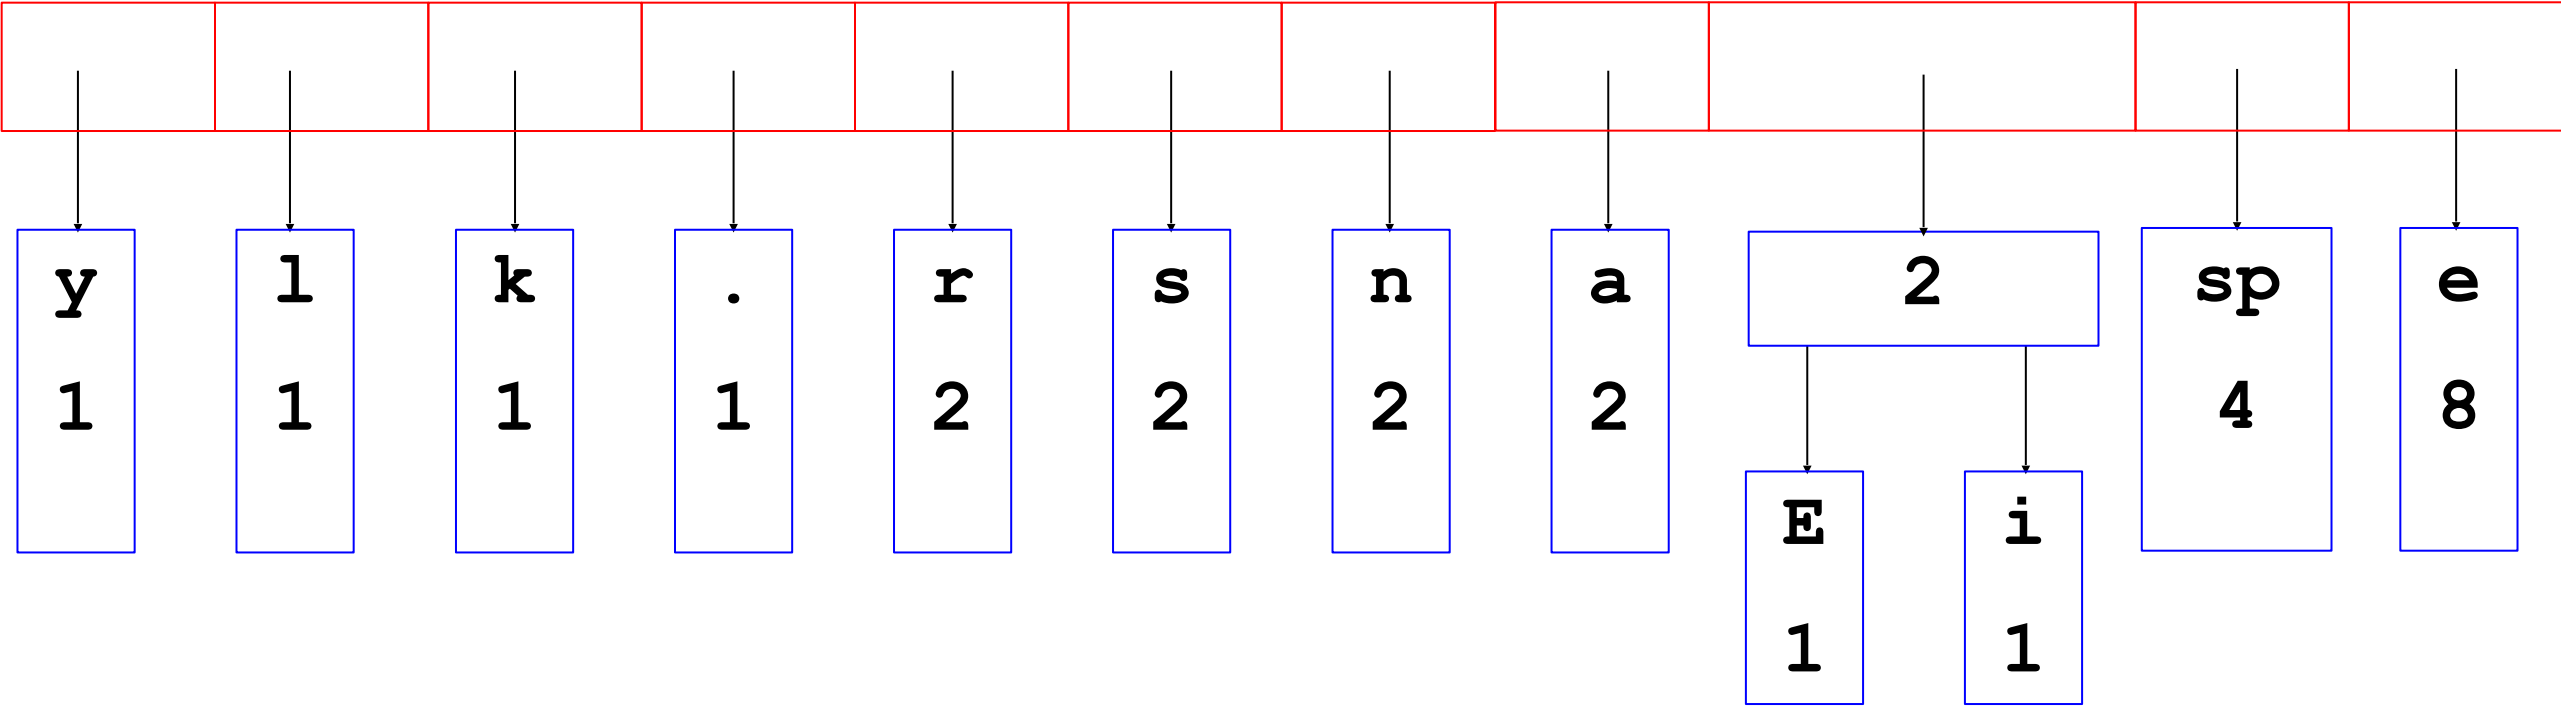 y l k . r s n a 2 sp e
1 1 1 1 2 2 2 2 4 8
E i
1 1